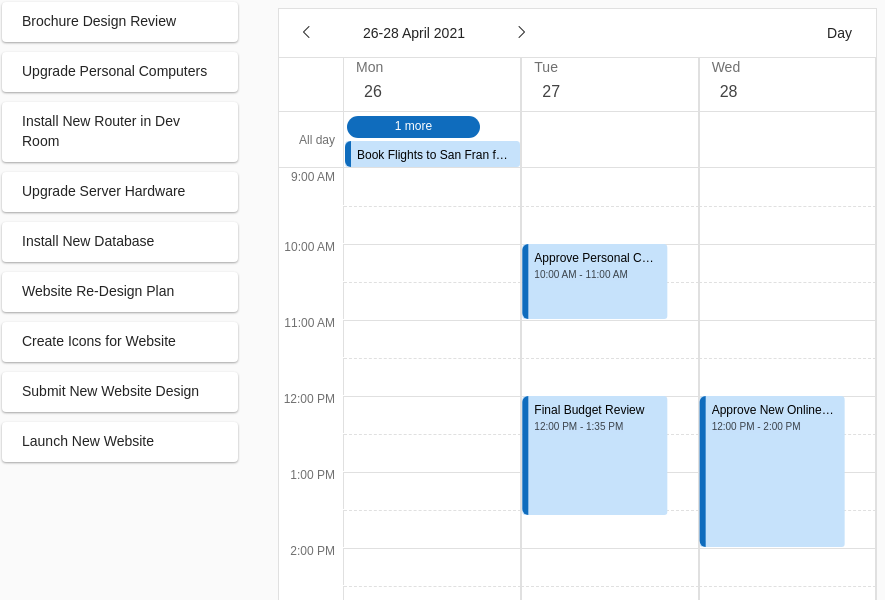 Brochure Design Review
Upgrade Personal Computers
Install New Router in Dev
Room
Upgrade Server Hardware
Install New Database
Website Re-Design Plan
Create Icons for Website
Submit New Website Design
Launch New Website
26-28 April 2021
Day
Mon
26
Tue
27
Wed
28
All day
1 more
Book Flights to San Fran f…
9:00 AM
10:00 AM
11:00 AM
12:00 PM
1:00 PM
2:00 PM
Approve Personal C…
10:00 AM - 11:00 AM
Final Budget Review
12:00 PM - 1:35 PM
Approve New Online…
12:00 PM - 2:00 PM